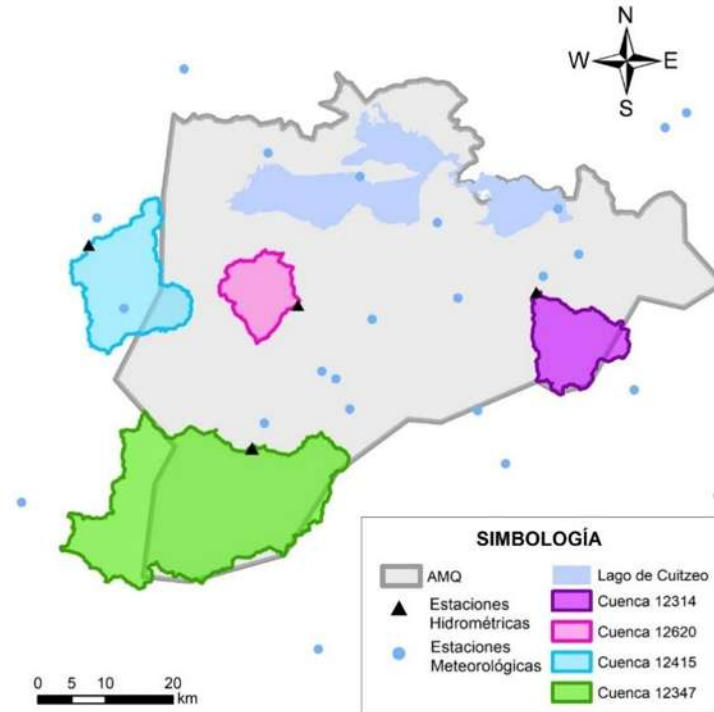 N
W E
S
SIMBOLOGÍA
AMQ
Estaciones
Hidrométricas
Estaciones
Meteorológicas
Lago de Cuitzeo
Cuenca 12314
Cuenca 12620
Cuenca 12415
Cuenca 12347
0 5 10 20
km